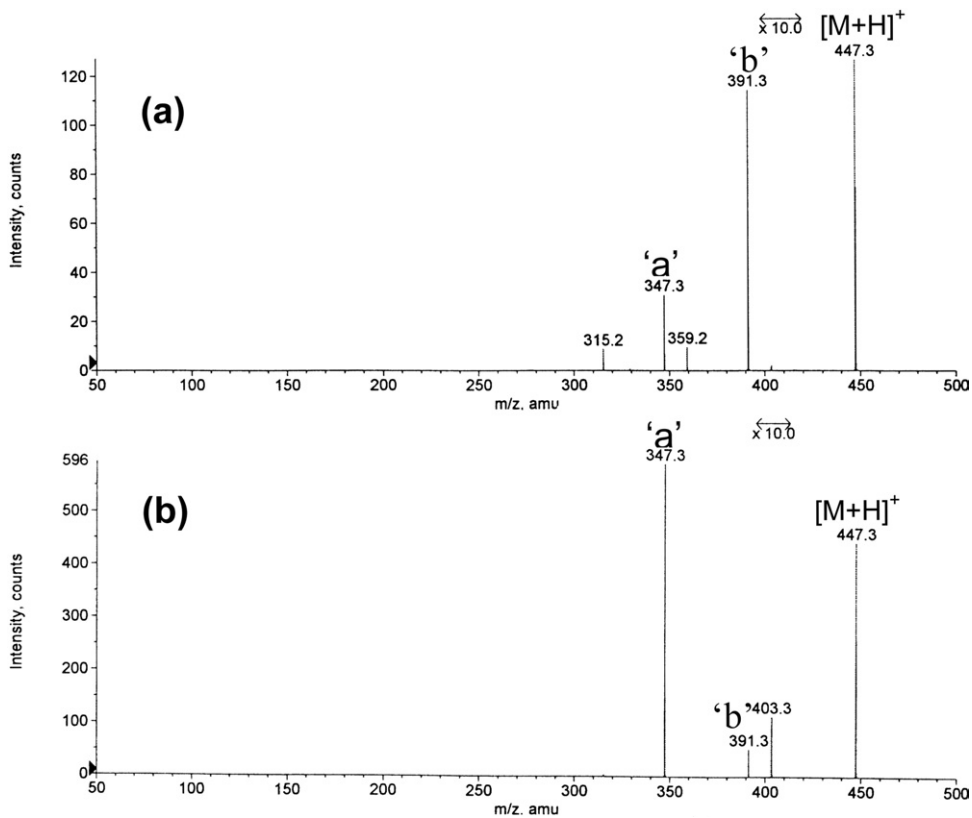 x 10.0
[M+H]+
447.3
‘b’
391.3
(a)
‘a’
347.3
359.2
315.2
Intensity, counts
120
100
80
60
40
20
0
50 100 150 200 250 300 350 400 450 500
m/z, amu
x 10.0
‘a’
347.3
596
(b)
[M+H]+
447.3
‘b’ 403.3
391.3
Intensity, counts
500
400
300
200
100
0
50 100 150 200 250 300 350 400 450 500
m/z, amu